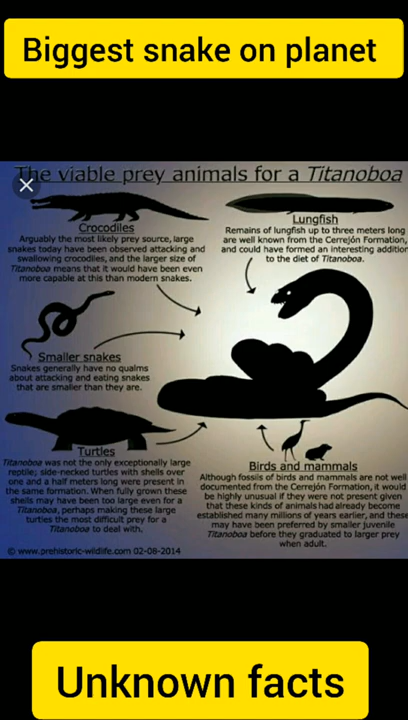 Biggest snake on planet
The viable prey animals for a Titanoboa
Crocodiles
Arguably the most likely prey source, large
snakes today have been observed attacking and
swallowing crocodiles, and the larger size of
Titanoboa means that it would have been even
more capable at this than modern snakes.
Lungfish
Remains of lungfish up to three meters long
are well known from the Cerrejón Formation,
and could have formed an interesting addition
to the diet of Titanoboa.
Smaller snakes
Snakes generally have no qualms
about attacking and eating snakes
that are smaller than they are.
Turtles
Titanoboa was not the only exceptionally large
reptile; side-necked turtles with shells over
one and a half meters long were present in
the same formation. When fully grown these
shells may have been too large even for a
Titanoboa, perhaps making these large
turtles the most difficult prey for a
Titanoboa to deal with.
Birds and mammals
Although fossils of birds and mammals are not well
documented from the Cerrejón Formation, it would
be highly unusual if they were not present given
that these kinds of animals had already become
established many millions of years earlier, and these
may have been preferred by smaller juvenile
Titanoboa before they graduated to larger prey
when adult.
© www.prehistoric-wildlife.com 02-08-2014
Unknown facts